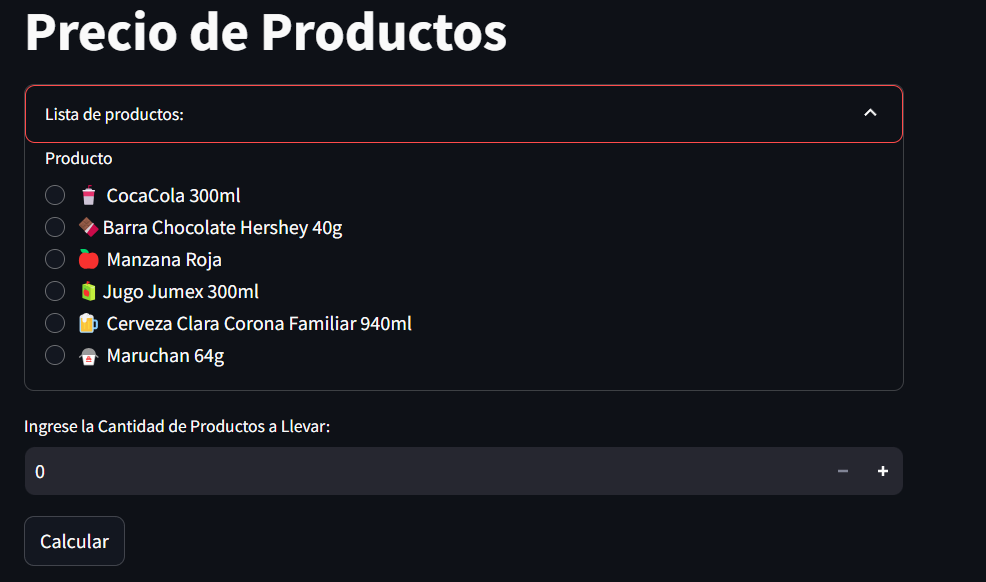 Precio de Productos
Lista de productos:
Producto
CocaCola 300ml
Barra Chocolate Hershey 40g
Manzana Roja
Jugo Jumex 300ml
Cerveza Clara Corona Familiar 940ml
Maruchan 64g
Ingrese la Cantidad de Productos a Llevar:
0
Calcular